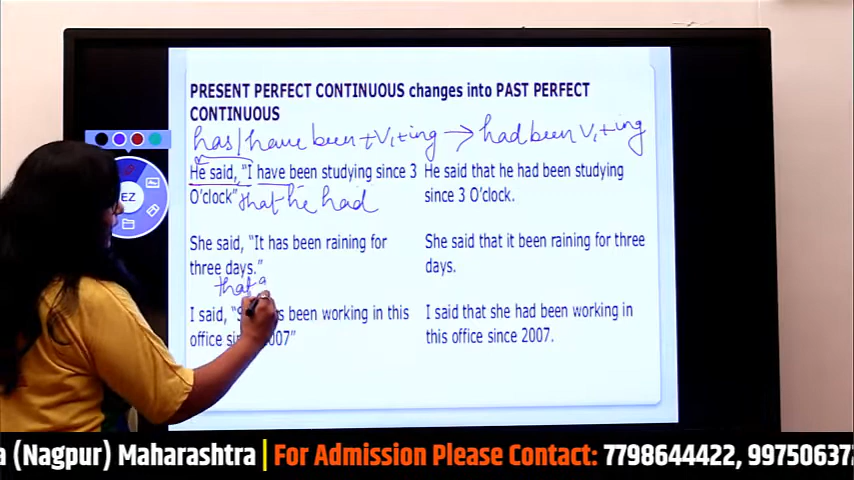 PRESENT PERFECT CONTINUOUS changes into PAST PERFECT
CONTINUOUS
has/have been + V₁ + ing → had been V₁ + ing
He said, "I have been studying since 3
O'clock"
that he had
He said that he had been studying
since 3 O'clock.
She said, "It has been raining for
three days."
She said that it been raining for three
days.
that
I said, "S s been working in this
office sin 2007"
I said that she had been working in
this office since 2007.
EZ
a (Nagpur) Maharashtra | For Admission Please Contact: 7798644422, 99750637